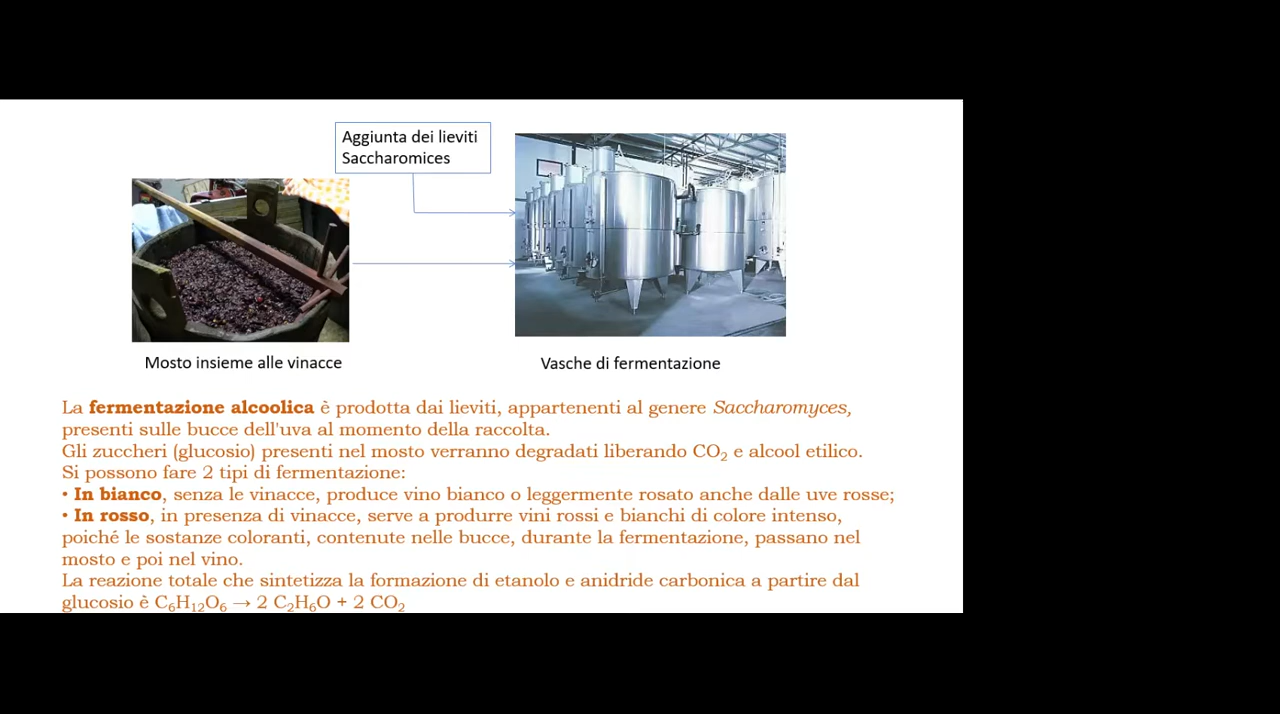 Aggiunta dei lieviti
Saccharomices
Mosto insieme alle vinacce
Vasche di fermentazione
La fermentazione alcoolica è prodotta dai lieviti, appartenenti al genere Saccharomyces,
presenti sulle bucce dell'uva al momento della raccolta.
Gli zuccheri (glucosio) presenti nel mosto verranno degradati liberando CO₂ e alcool etilico.
Si possono fare 2 tipi di fermentazione:
• In bianco, senza le vinacce, produce vino bianco o leggermente rosato anche dalle uve rosse;
• In rosso, in presenza di vinacce, serve a produrre vini rossi e bianchi di colore intenso,
poiché le sostanze coloranti, contenute nelle bucce, durante la fermentazione, passano nel
mosto e poi nel vino.
La reazione totale che sintetizza la formazione di etanolo e anidride carbonica a partire dal
glucosio è C₆H₁₂O₆ → 2 C₂H₆O + 2 CO₂